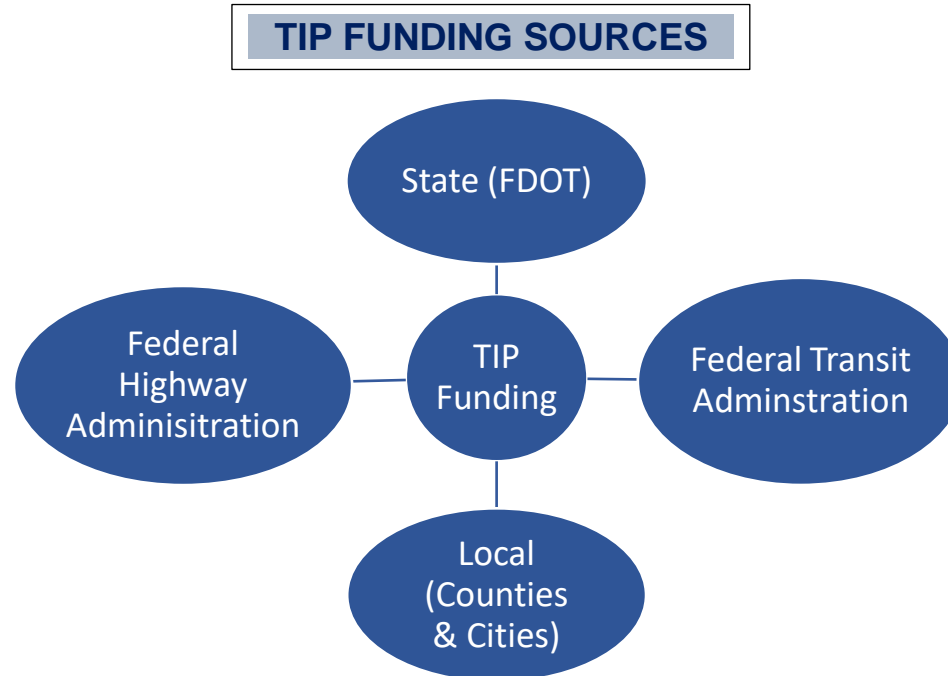 TIP FUNDING SOURCES
State (FDOT)
Federal
Highway
Adminisitration
TIP
Funding
Federal Transit
Adminstration
Local
(Counties
& Cities)